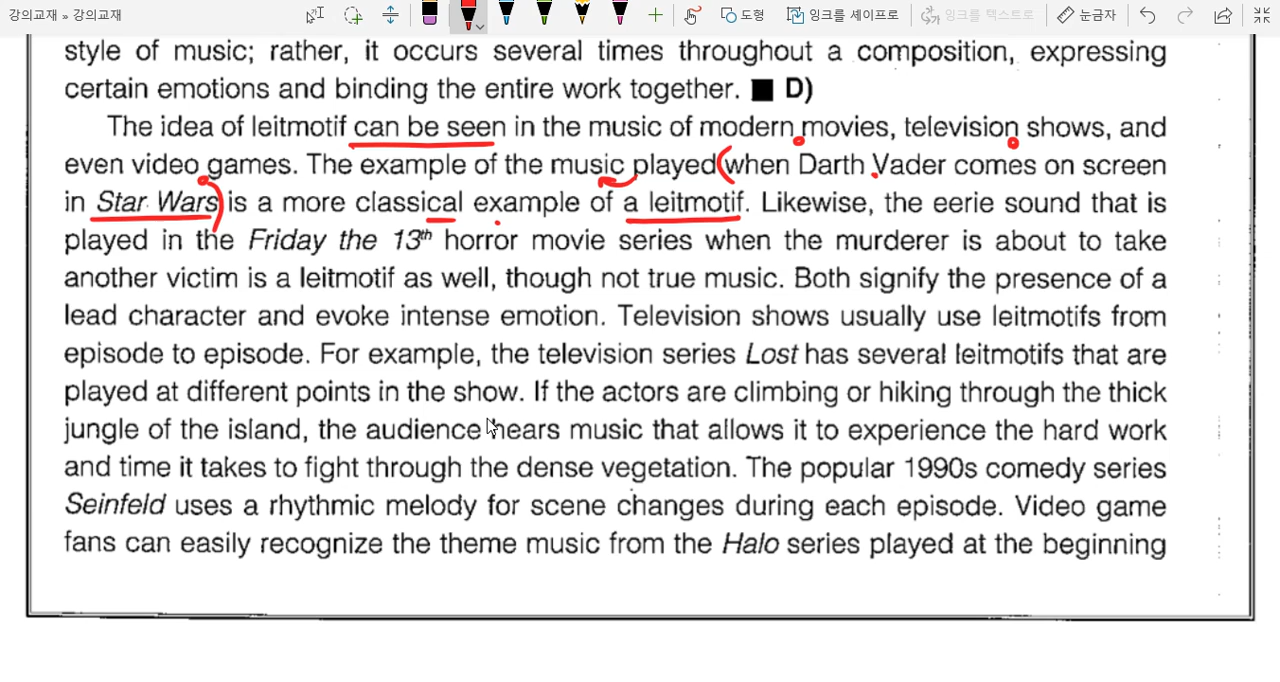 강의교재 » 강의교재 도형 잉크를 셰이프로 잉크를 텍스트로 눈금자
style of music; rather, it occurs several times throughout a composition, expressing
certain emotions and binding the entire work together. ■ D)
The idea of leitmotif can be seen in the music of modern movies, television shows, and
even video games. The example of the music played when Darth Vader comes on screen
in Star Wars is a more classical example of a leitmotif. Likewise, the eerie sound that is
played in the Friday the 13th horror movie series when the murderer is about to take
another victim is a leitmotif as well, though not true music. Both signify the presence of a
lead character and evoke intense emotion. Television shows usually use leitmotifs from
episode to episode. For example, the television series Lost has several leitmotifs that are
played at different points in the show. If the actors are climbing or hiking through the thick
jungle of the island, the audience hears music that allows it to experience the hard work
and time it takes to fight through the dense vegetation. The popular 1990s comedy series
Seinfeld uses a rhythmic melody for scene changes during each episode. Video game
fans can easily recognize the theme music from the Halo series played at the beginning